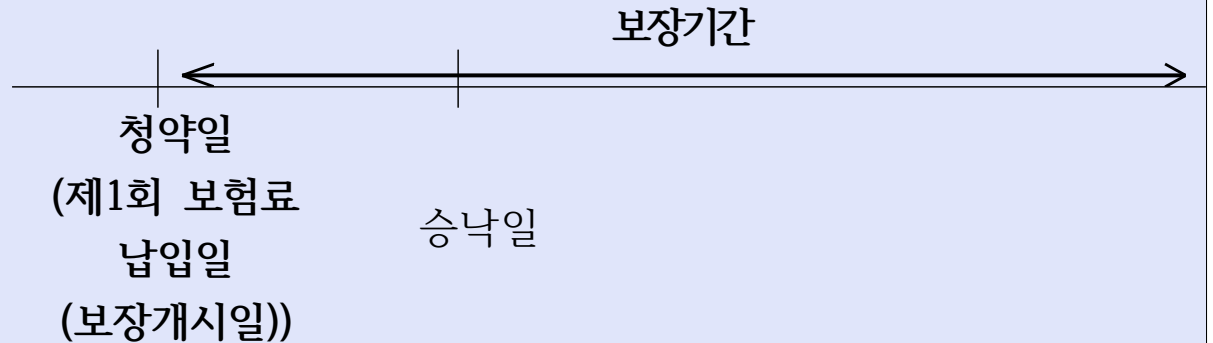 보장기간
청약일
(제1회 보험료
납입일
(보장개시일))
승낙일